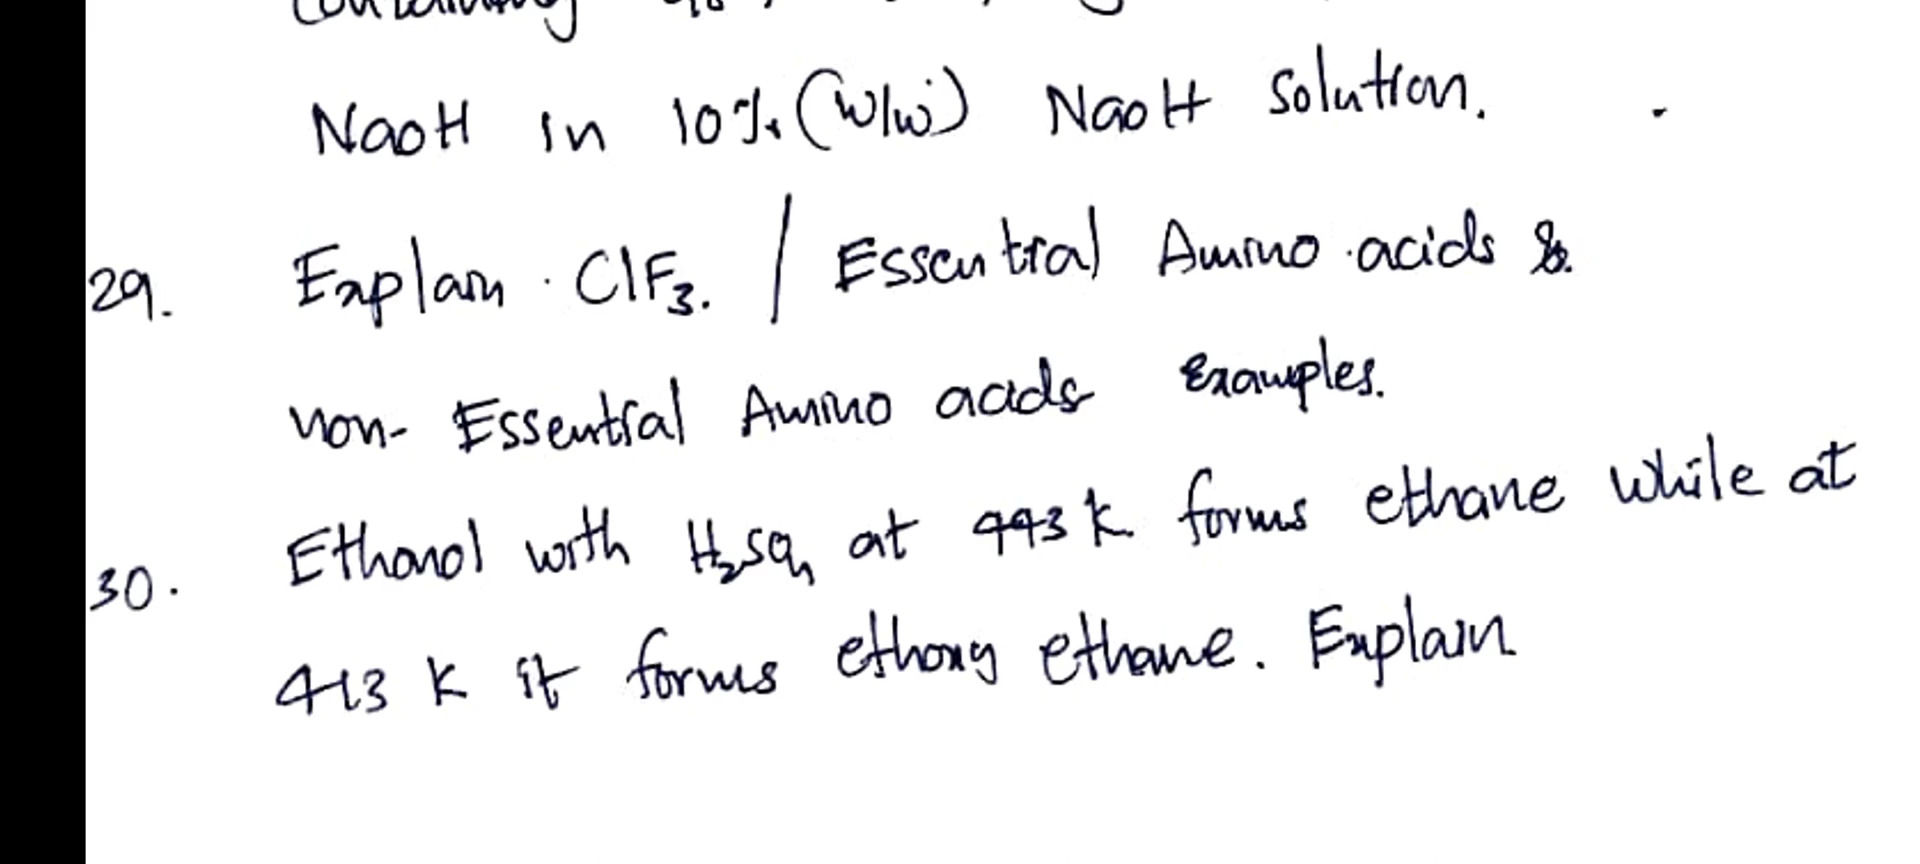 containing
NaOH in 10% (w/w) NaOH solution.
29. Explain ClF₃. / Essential Amino acids &
non-Essential Amino acids Examples.
30. Ethanol with H₂SO₄ at 443 K forms ethane while at
413 K it forms ethoxy ethane. Explain